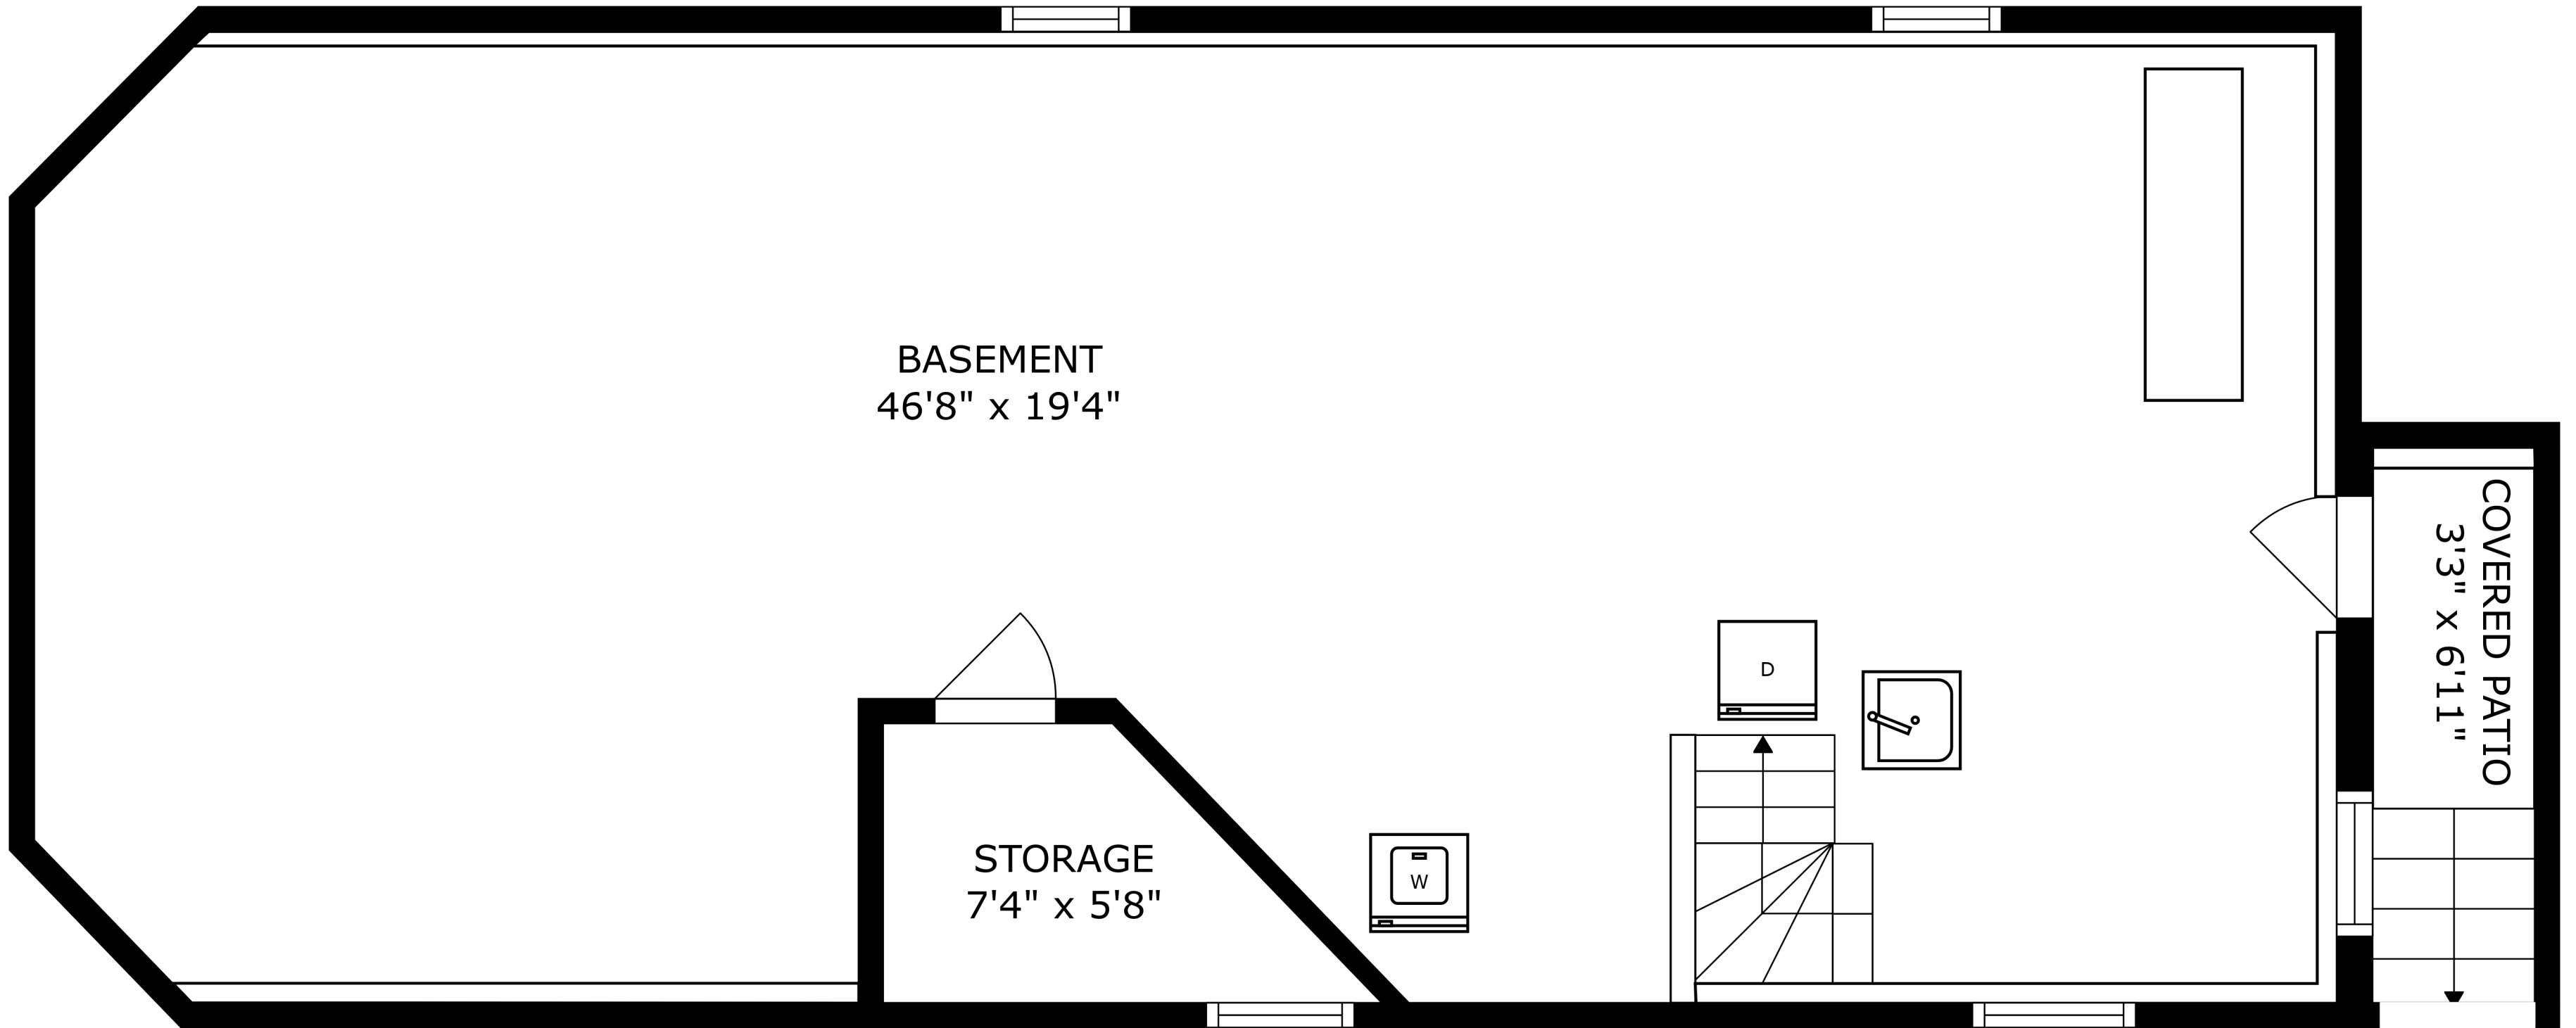 BASEMENT
46'8" x 19'4"
COVERED PATIO
3'3" x 6'11"
D
STORAGE
7'4" x 5'8"
W